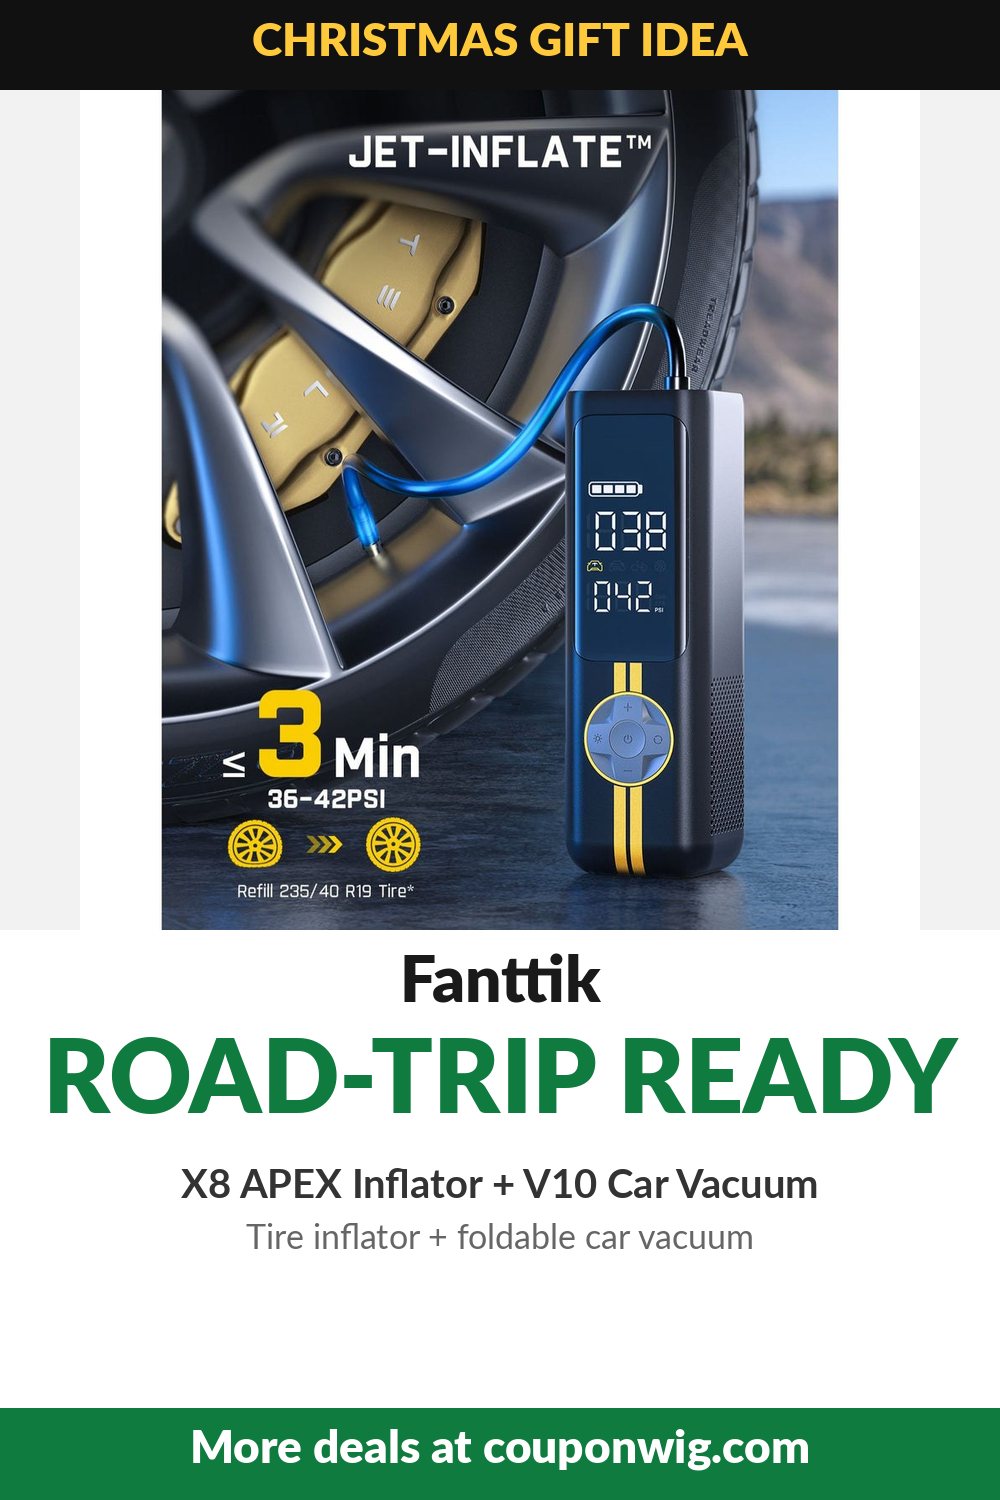 CHRISTMAS GIFT IDEA
JET-INFLATE™
TREADWEAR
038
042
PSI
≤ 3 Min
36-42PSI
Refill 235/40 R19 Tire*
Fanttik
ROAD-TRIP READY
X8 APEX Inflator + V10 Car Vacuum
Tire inflator + foldable car vacuum
More deals at couponwig.com